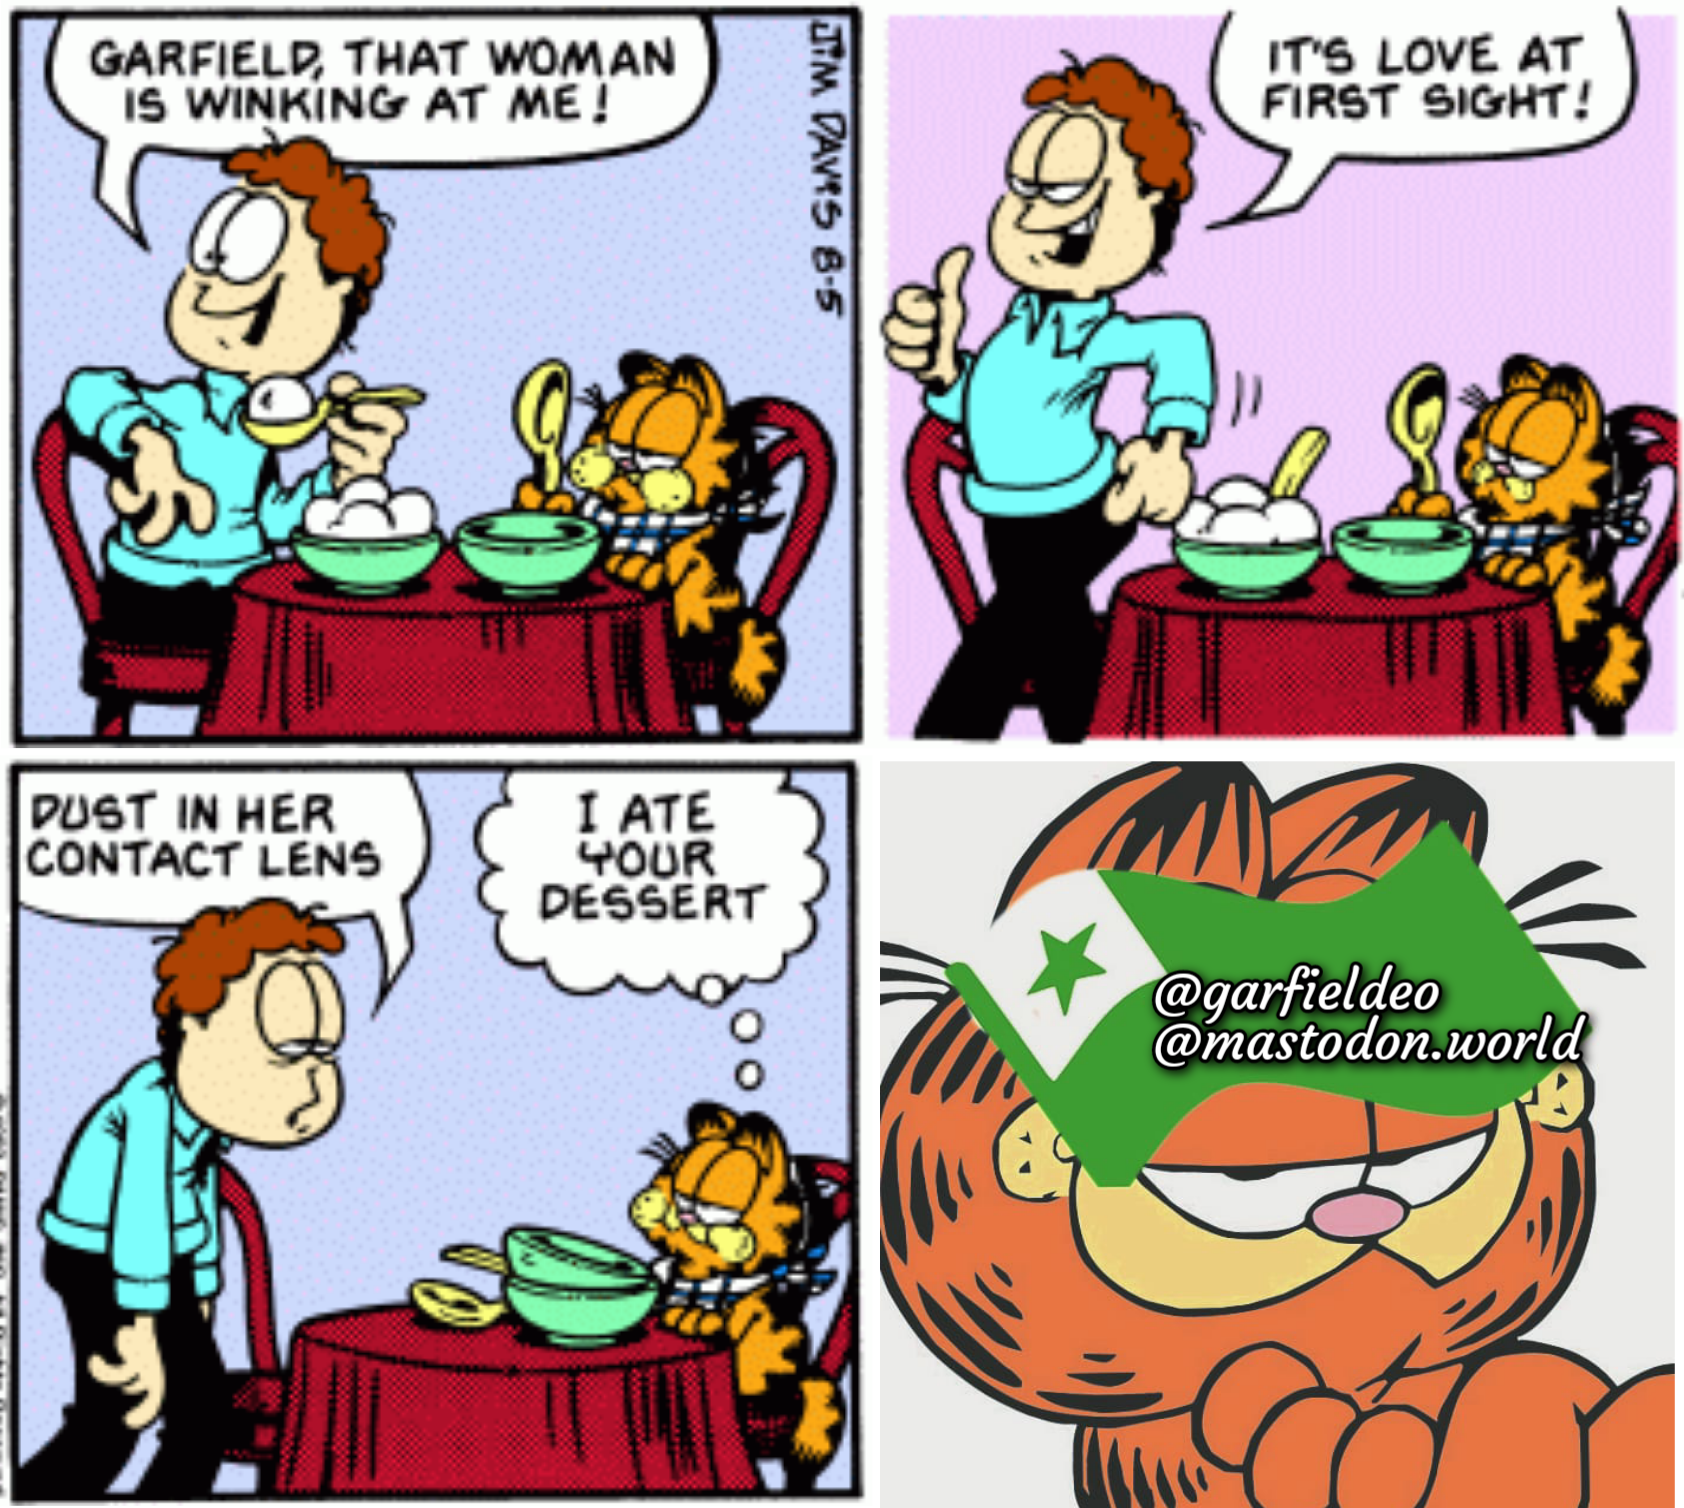 GARFIELD, THAT WOMAN
IS WINKING AT ME!
JIM DAVIS 8·5
IT'S LOVE AT
FIRST SIGHT!
DUST IN HER
CONTACT LENS
I ATE
YOUR
DESSERT
@garfieldeo
@mastodon.world